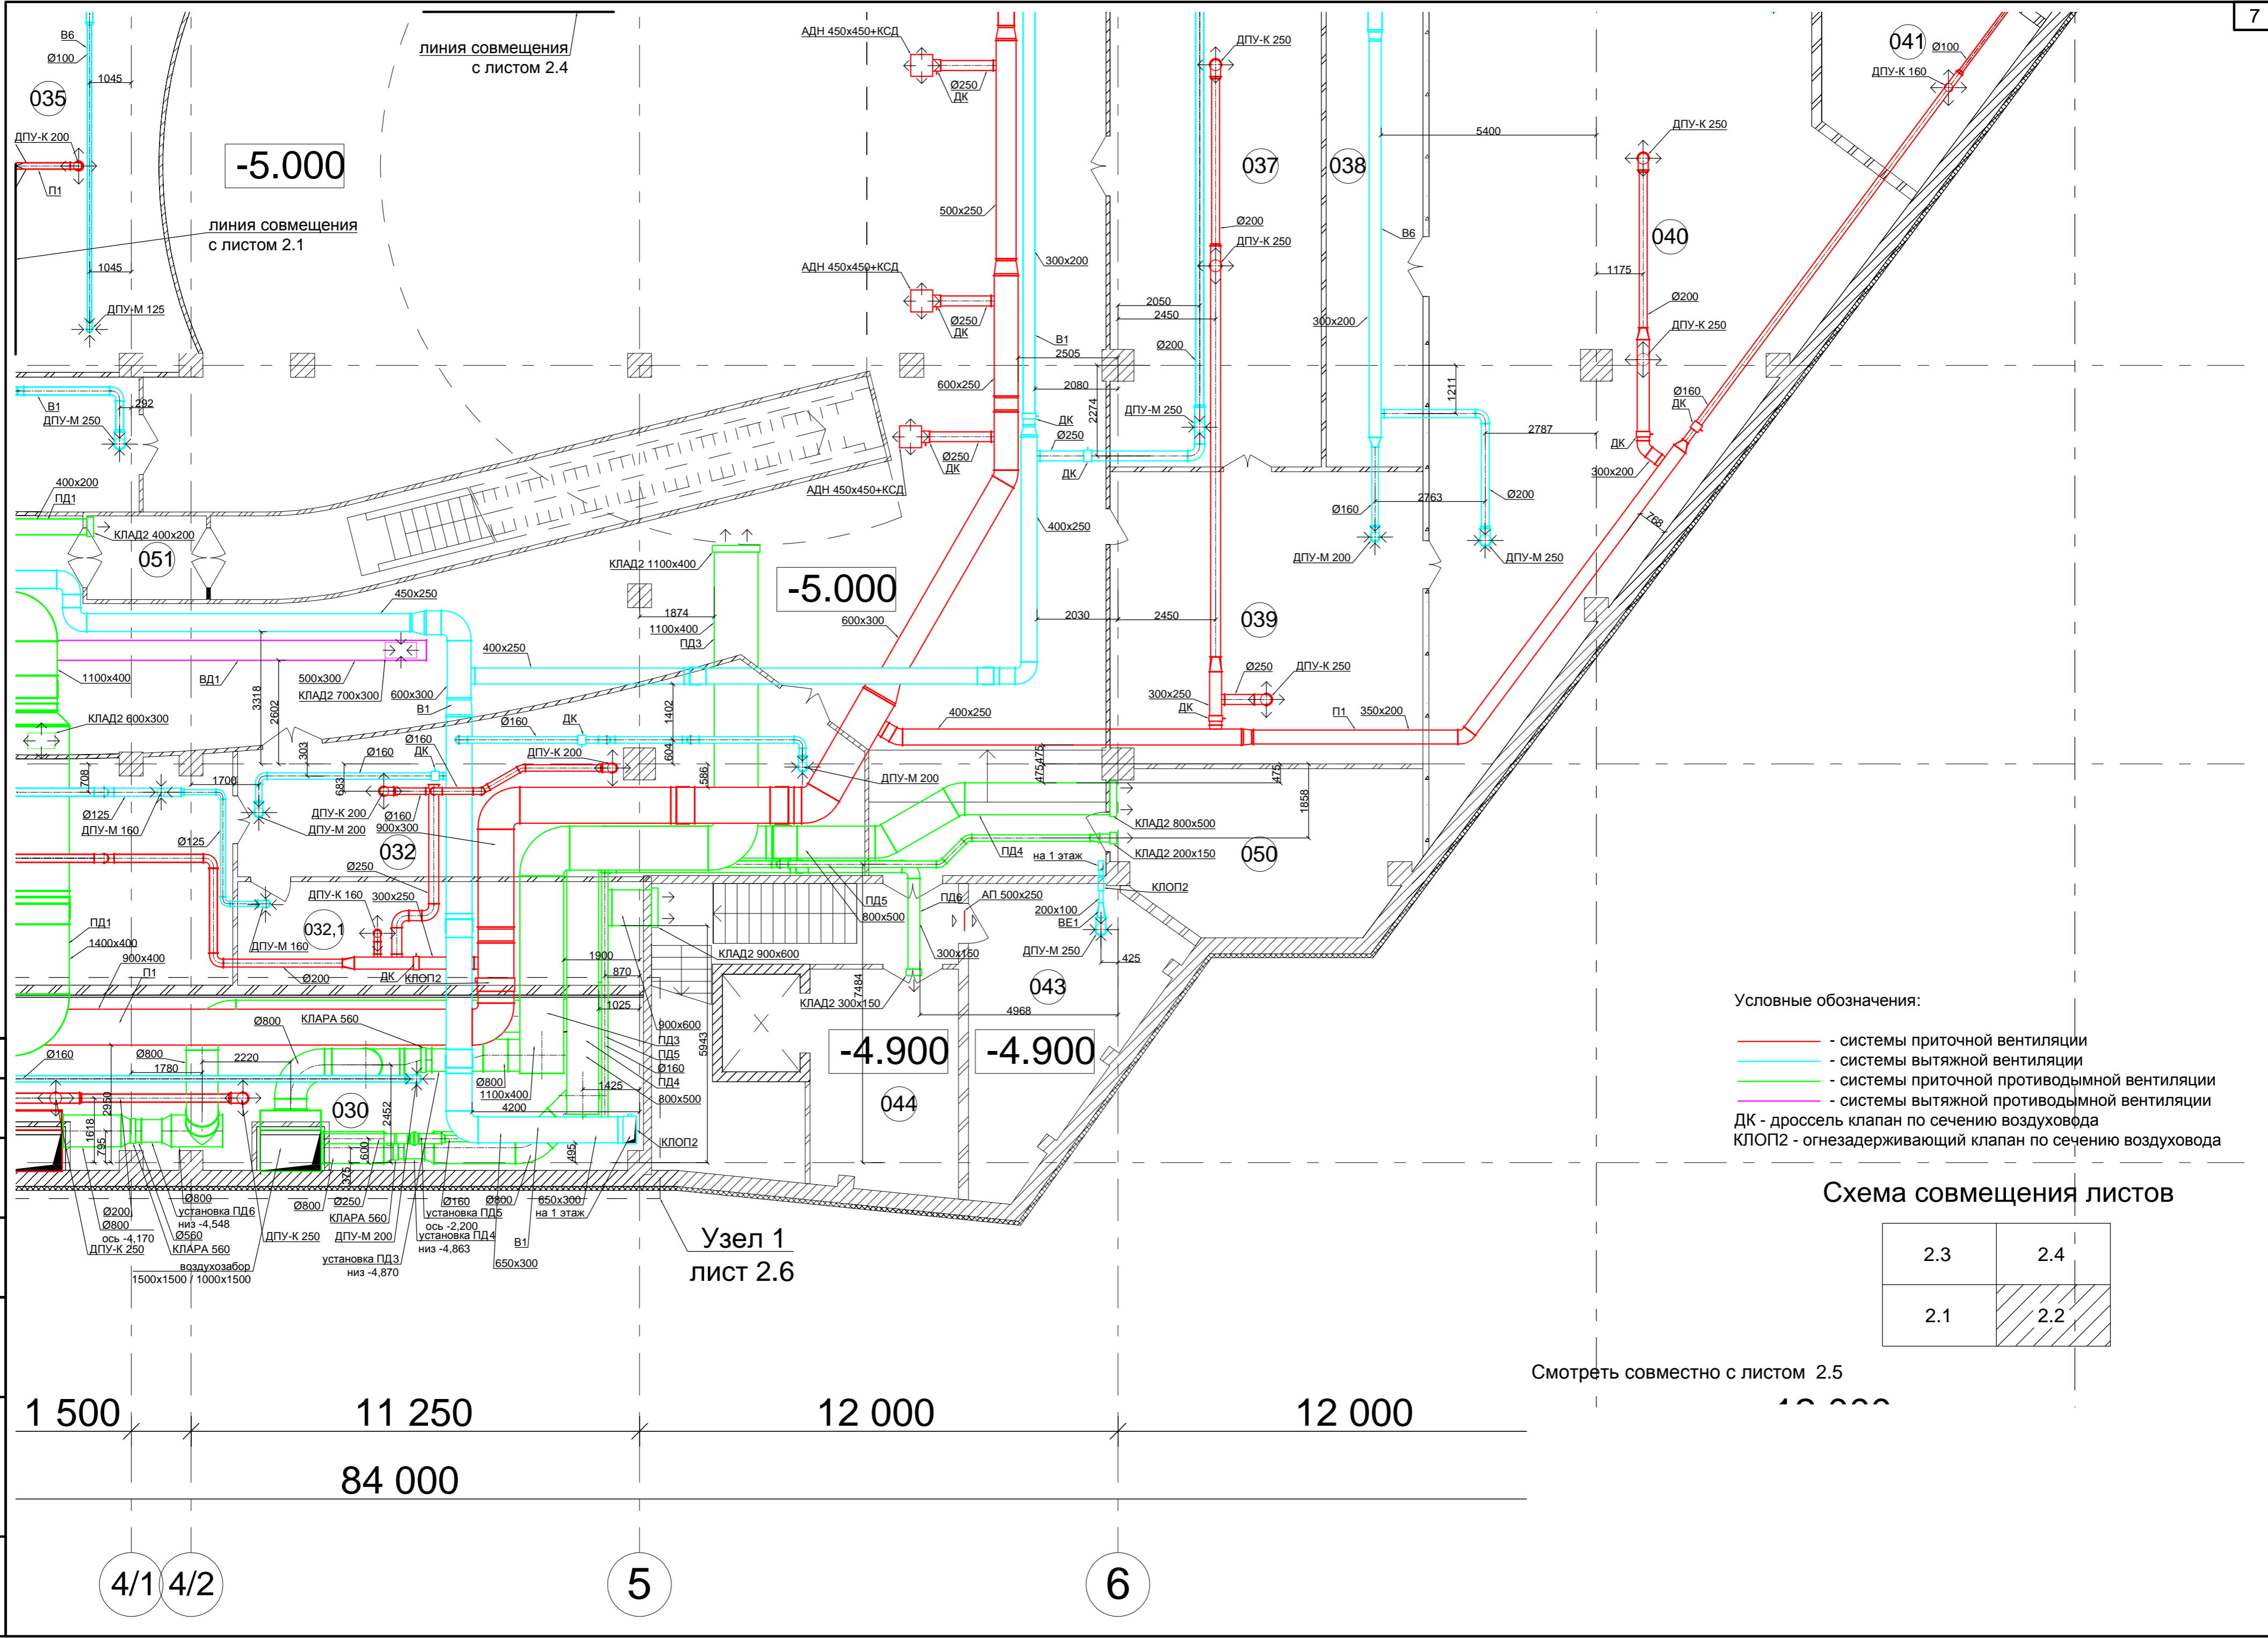 7
В6
Ø100
1045
035
ДПУ-К 200
П1
-5.000
линия совмещения
с листом 2.4
линия совмещения
с листом 2.1
1045
ДПУ-М 125
АДН 450x450+КСД
Ø250
ДК
500x250
АДН 450x450+КСД
Ø250
ДК
600x250
Ø250
ДК
АДН 450x450+КСД
300x200
В1
2505
2080
2274
ДК
Ø250
ДК
400x250
ДПУ-К 250
037
038
Ø200
ДПУ-К 250
2050
2450
Ø200
ДПУ-М 250
300x200
В6
5400
1211
2787
2763
Ø160
Ø200
ДПУ-М 200
ДПУ-М 250
041
Ø100
ДПУ-К 160
ДПУ-К 250
040
1175
Ø200
ДПУ-К 250
Ø160
ДК
ДК
300x200
768
В1
ДПУ-М 250
292
400x200
ПД1
КЛАД2 400x200
051
450x250
КЛАД2 1100x400
-5.000
1874
1100x400
ПД3
600x300
2030
2450
039
400x250
1100x400
ВД1
500x300
КЛАД2 700x300
600x300
В1
3318
2602
КЛАД2 600x300
303
Ø160
ДК
Ø160
ДК
1402
604
Ø160
ДПУ-К 200
586
ДПУ-М 200
300x250
ДК
Ø250
ДПУ-К 250
400x250
П1
350x200
475
475
475
1858
708
1700
683
Ø125
ДПУ-М 160
Ø125
ДПУ-К 200
ДПУ-М 200
Ø160
900x300
032
Ø250
ДПУ-К 160
300x250
032,1
ДПУ-М 160
Ø200
ДК
КЛОП2
ПД1
1400x400
900x400
П1
КЛАД2 800x500
КЛАД2 200x150
050
ПД4
на 1 этаж
КЛОП2
ПД5
800x500
ПД6
АП 500x250
200x100
ВЕ1
ДПУ-М 250
425
300x150
КЛАД2 900x600
КЛАД2 300x150
7484
043
4968
1900
870
1025
900x600
ПД3
ПД5
Ø160
ПД4
800x500
5943
-4.900
-4.900
044
Ø800
КЛАРА 560
Ø160
Ø800
2220
1780
2950
1618
795
030
2452
600
375
Ø800
1100x400
1425
4200
495
КЛОП2
Ø200
Ø800
ось -4,170
ДПУ-К 250
Ø800
установка ПД6
низ -4,548
Ø560
КЛАРА 560
воздухозабор
1500x1500 / 1000x1500
ДПУ-К 250
Ø800
Ø250
КЛАРА 560
ДПУ-М 200
установка ПД3
низ -4,870
Ø160
установка ПД5
ось -2,200
установка ПД4
низ -4,863
Ø800
В1
650x300
на 1 этаж
650x300
Узел 1
лист 2.6
Условные обозначения:
- системы приточной вентиляции
- системы вытяжной вентиляции
- системы приточной противодымной вентиляции
- системы вытяжной противодымной вентиляции
ДК - дроссель клапан по сечению воздуховода
КЛОП2 - огнезадерживающий клапан по сечению воздуховода
Схема совмещения листов
2.3
2.4
2.1
2.2
Смотреть совместно с листом 2.5
1 500
11 250
12 000
12 000
84 000
4/1
4/2
5
6